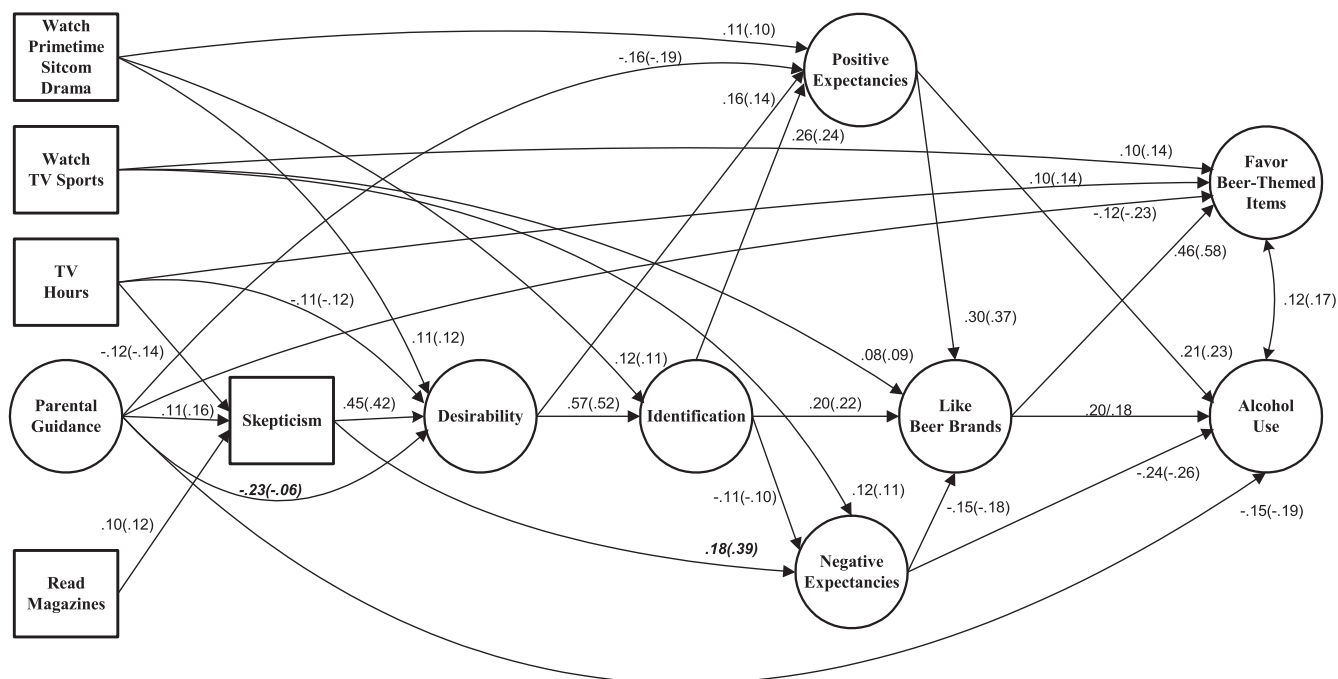 Watch
Primetime
Sitcom
Drama
.11(.10)
Positive
Expectancies
-.16(-.19)
.16(.14)
.26(.24)
Watch
TV Sports
.10(.14)
Favor
Beer-Themed
Items
.10(.14)
-.12(-.23)
.46(.58)
TV
Hours
-.11(-.12)
.12(.17)
.30(.37)
-.12(-.14)
.11(.12)
.12(.11)
.08(.09)
.21(.23)
Parental
Guidance
.11(.16)
Skepticism
.45(.42)
Desirability
.57(.52)
Identification
.20(.22)
Like
Beer Brands
.20/.18
Alcohol
Use
-.23(-.06)
-.11(-.10)
.12(.11)
-.15(-.18)
-.24(-.26)
-.15(-.19)
.10(.12)
.18(.39)
Negative
Expectancies
Read
Magazines